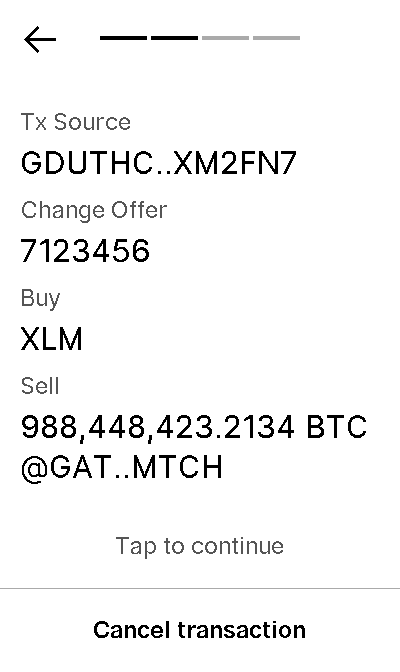 Tx Source
GDUTHC..XM2FN7
Change Offer
7123456
Buy
XLM
Sell
988,448,423.2134 BTC
@GAT..MTCH
Tap to continue
Cancel transaction